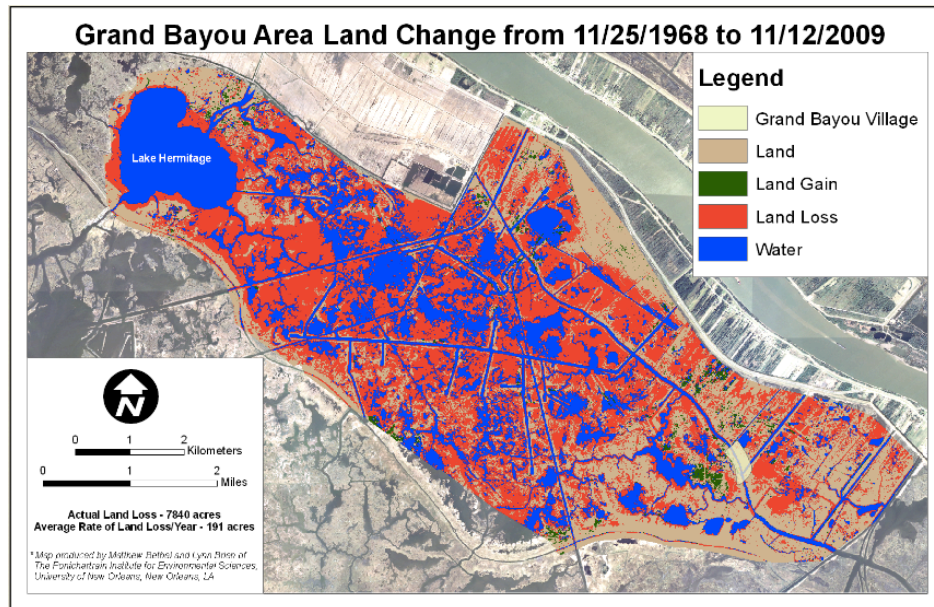 Grand Bayou Area Land Change from 11/25/1968 to 11/12/2009
Legend
Grand Bayou Village
Land
Land Gain
Land Loss
Water
Lake Hermitage
N
0 1 2
Kilometers
0 1 2
Miles
Actual Land Loss - 7840 acres
Average Rate of Land Loss/Year - 191 acres
* Map produced by Matthew Bethel and Lynn of
The Pontchartrain Institute for Environmental Sciences,
University of New Orleans, New Orleans, LA